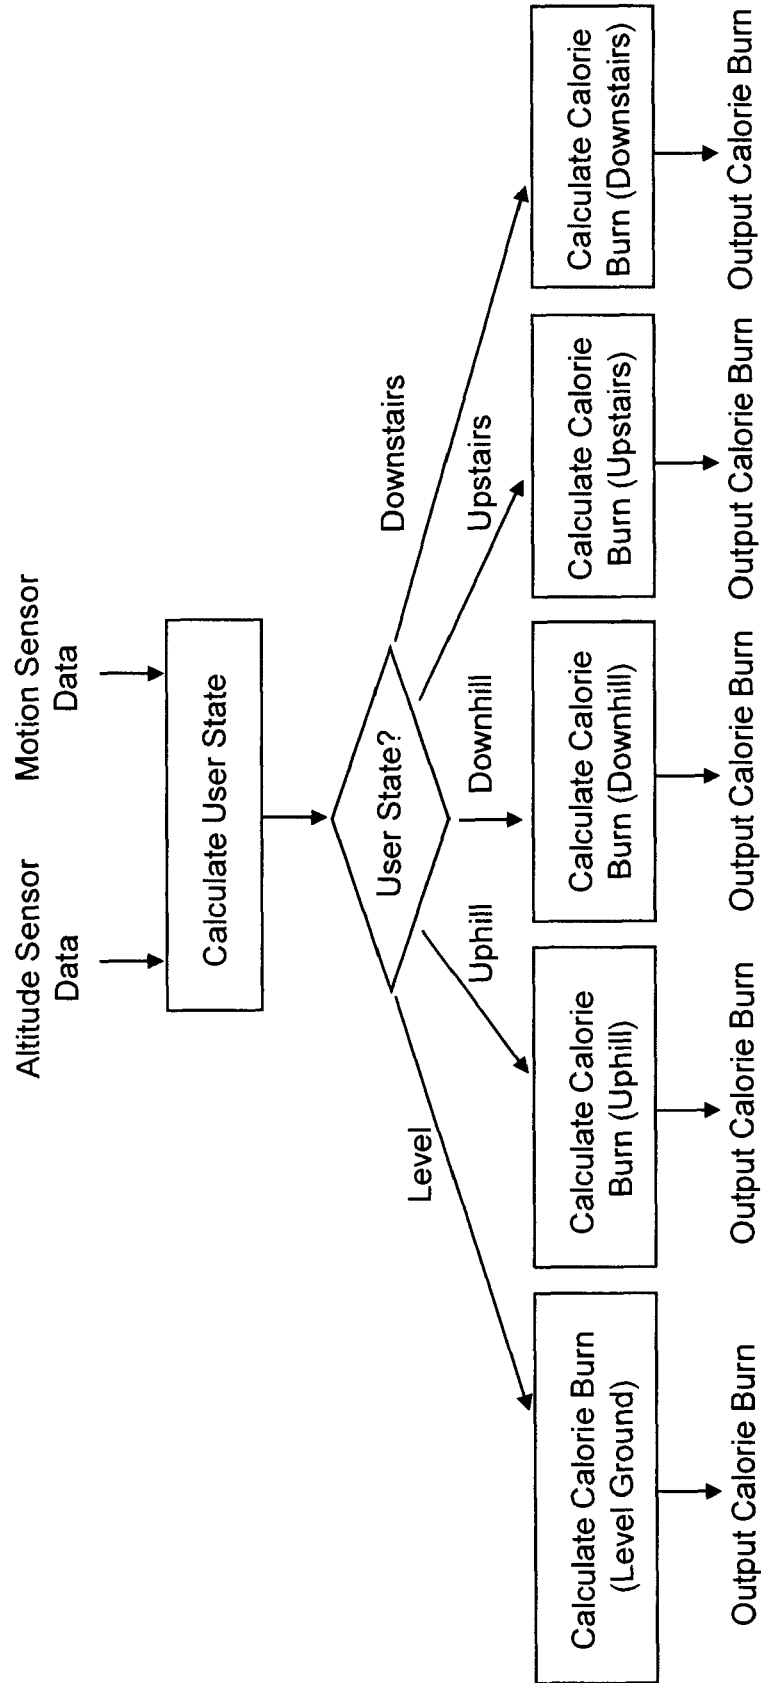 Altitude Sensor
Data
Motion Sensor
Data
Calculate User State
User State?
Level
Uphill
Downhill
Upstairs
Downstairs
Calculate Calorie Burn
(Level Ground)
Calculate Calorie
Burn (Uphill)
Calculate Calorie
Burn (Downhill)
Calculate Calorie
Burn (Upstairs)
Calculate Calorie
Burn (Downstairs)
Output Calorie Burn
Output Calorie Burn
Output Calorie Burn
Output Calorie Burn
Output Calorie Burn